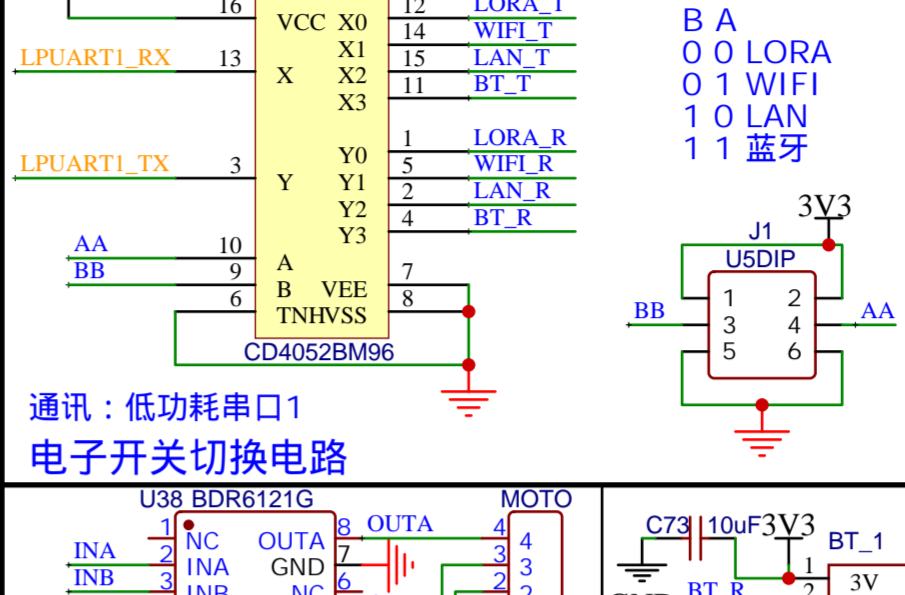 16 VCC X0 12 LORA_T
X1 14 WIFI_T
LPUART1_RX 13 X X2 15 LAN_T
X3 11 BT_T
Y0 1 LORA_R
LPUART1_TX 3 Y Y1 5 WIFI_R
Y2 2 LAN_R
Y3 4 BT_R
AA 10 A
BB 9 B VEE 7
6 TNHVSS 8
CD4052BM96
B A
0 0 LORA
0 1 WIFI
1 0 LAN
1 1 蓝牙
3V3
J1
U5DIP
1 2
BB 3 4 AA
5 6
通讯：低功耗串口1
电子开关切换电路
U38 BDR6121G
1 NC OUTA 8 OUTA
INA 2 INA GND 7
INB 3 INB NC 6
MOTO
4 4
3 3
2 2
C73 10uF 3V3
BT_1
1 3V
2
BT_R
GND